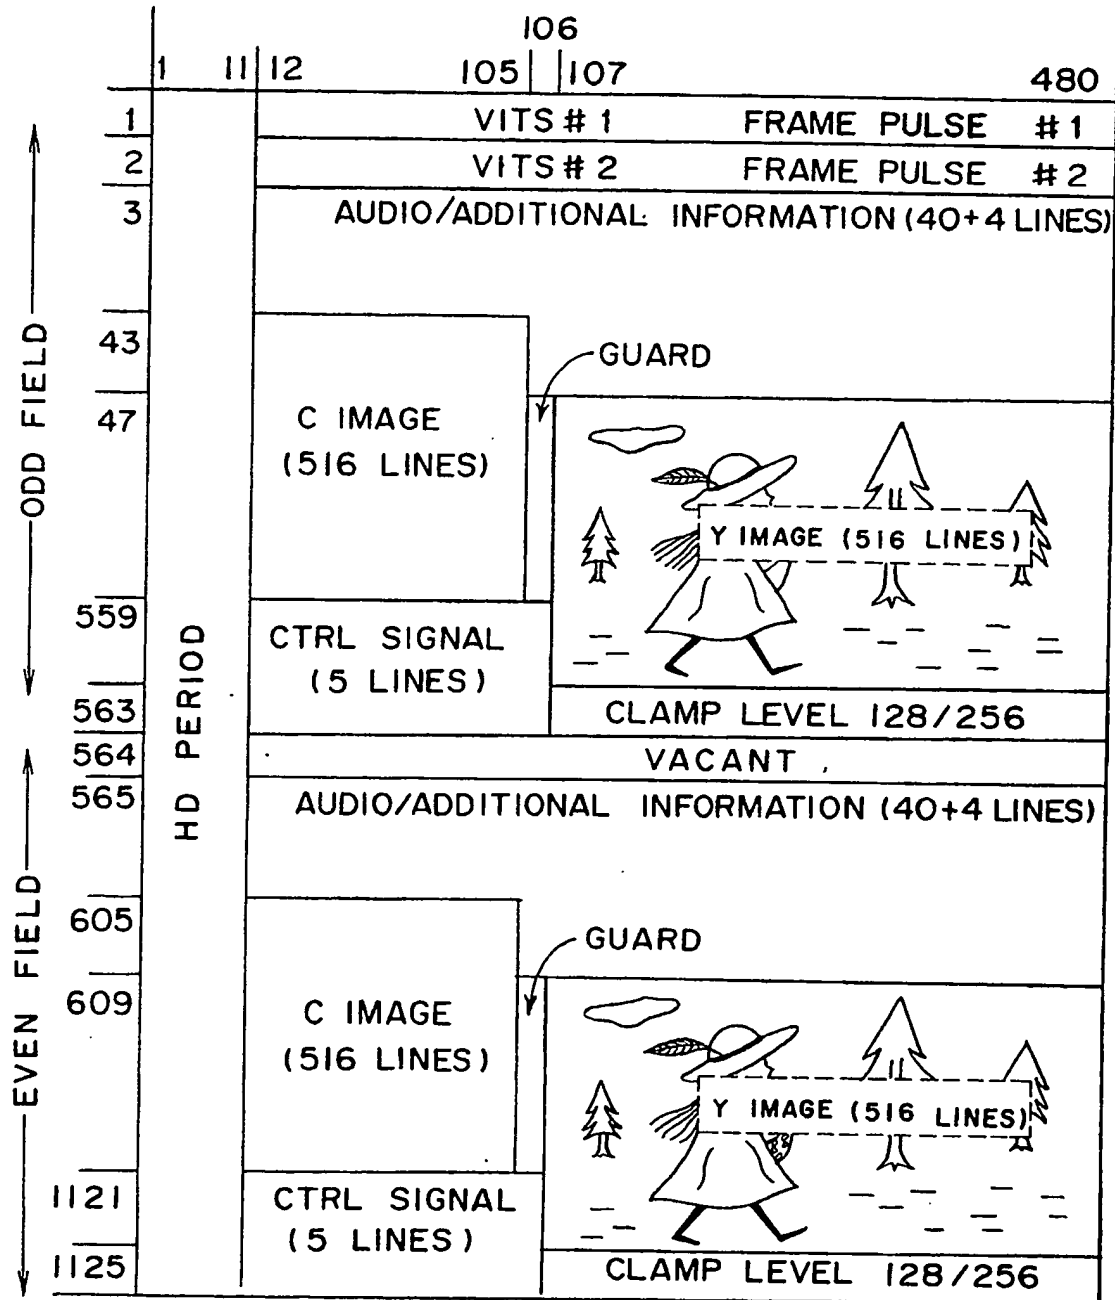 106
1 11 12 105 107 480
1 VITS # 1 FRAME PULSE # 1
2 VITS # 2 FRAME PULSE # 2
3 AUDIO/ADDITIONAL INFORMATION (40+4 LINES)
ODD FIELD
43
GUARD
47
C IMAGE
(516 LINES)
Y IMAGE (516 LINES)
559
CTRL SIGNAL
(5 LINES)
HD PERIOD
563 CLAMP LEVEL 128/256
564 VACANT
565 AUDIO/ADDITIONAL INFORMATION (40+4 LINES)
EVEN FIELD
605
GUARD
609
C IMAGE
(516 LINES)
Y IMAGE (516 LINES)
1121
CTRL SIGNAL
(5 LINES)
1125 CLAMP LEVEL 128/256